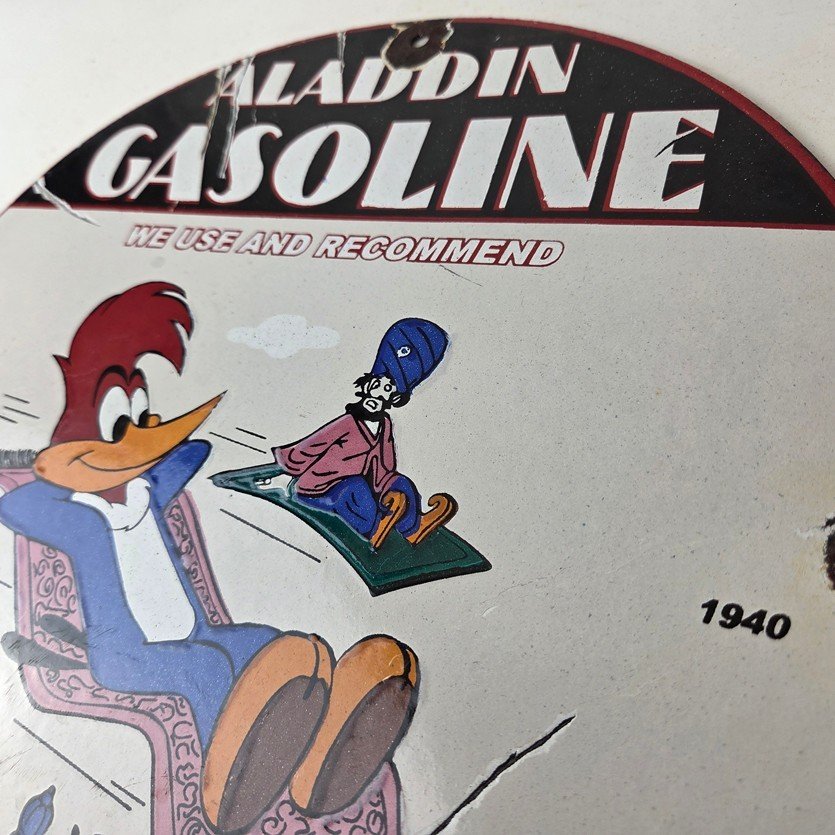 ALADDIN
GASOLINE
WE USE AND RECOMMEND
1940